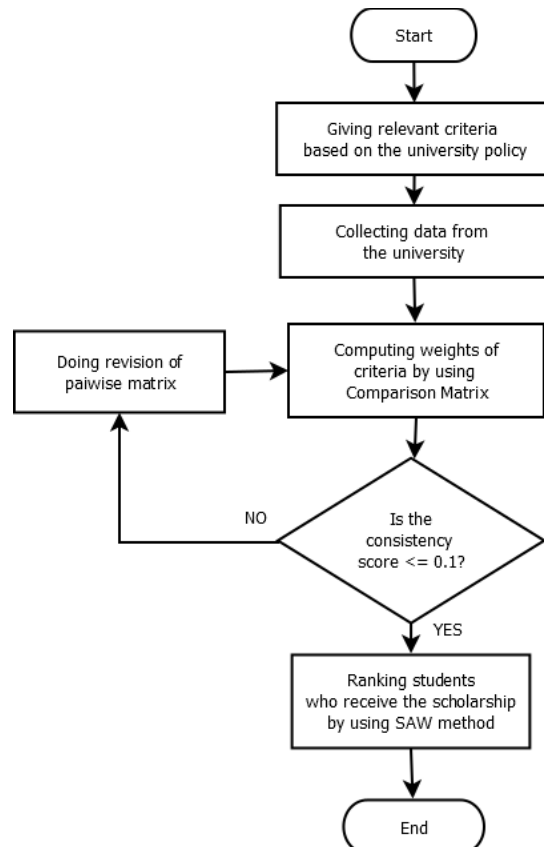 Start
Giving relevant criteria
based on the university policy
Collecting data from
the university
Doing revision of
paiwise matrix
Computing weights of
criteria by using
Comparison Matrix
NO
Is the
consistency
score <= 0.1?
YES
Ranking students
who receive the scholarship
by using SAW method
End